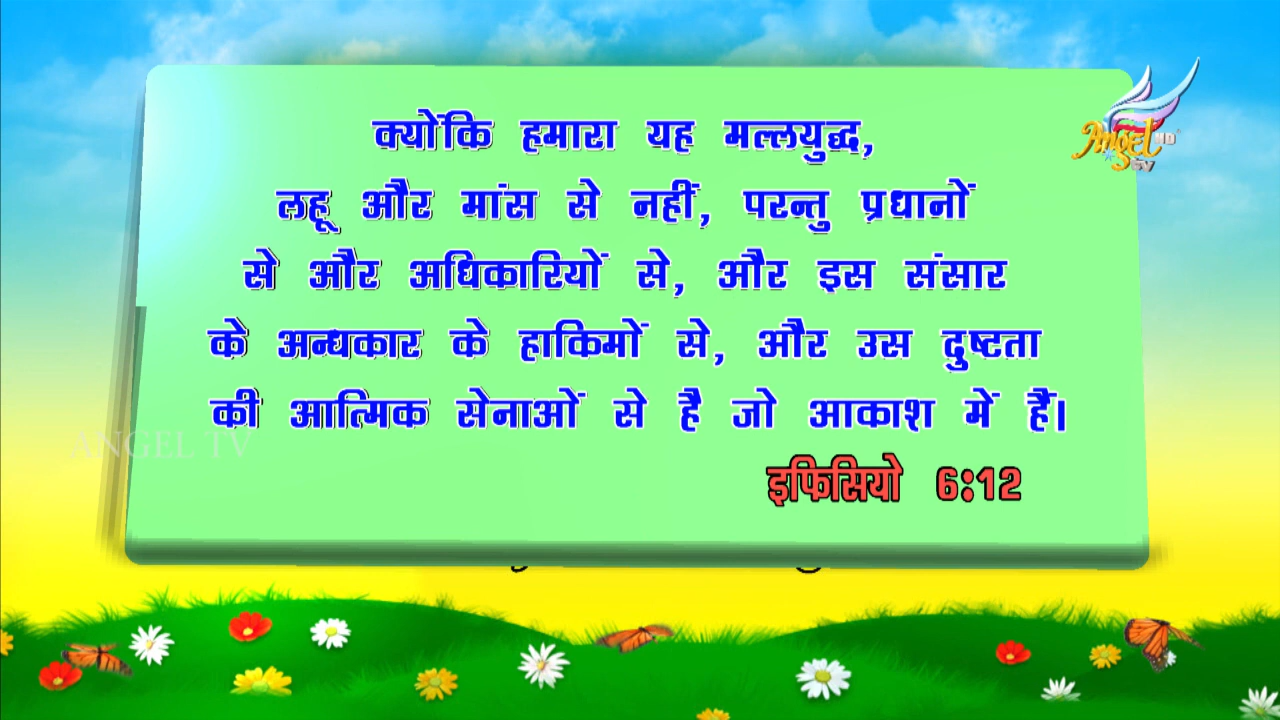 क्योंकि हमारा यह मल्लयुद्ध,
लहू और मांस से नहीं, परन्तु प्रधानों
से और अधिकारियों से, और इस संसार
के अन्धकार के हाकिमों से, और उस दुष्टता
की आत्मिक सेनाओं से है जो आकाश में हैं।
इफिसियो 6:12
Angel HD
TV
ANGEL TV